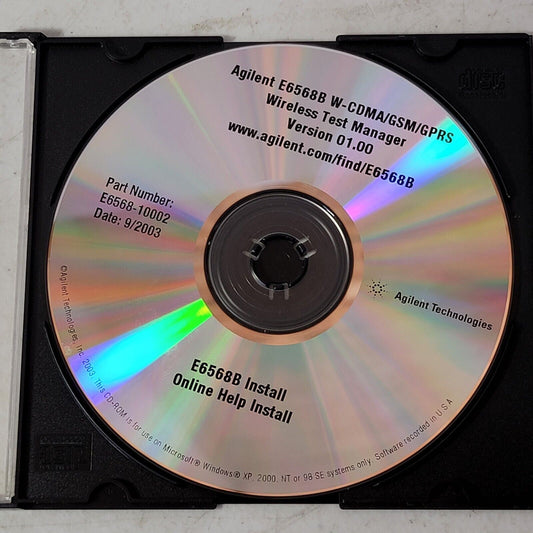 Agilent E6568B W-CDMA/GSM/GPRS
Wireless Test Manager
Version 01.00
www.agilent.com/find/E6568B
Part Number:
E6568-10002
Date: 9/2003
Agilent Technologies
E6568B Install
Online Help Install
©Agilent Technologies, Inc. 2003 This CD-ROM is for use on Microsoft® Windows® XP, 2000, NT or 98 SE systems only. Software recorded in U.S.A